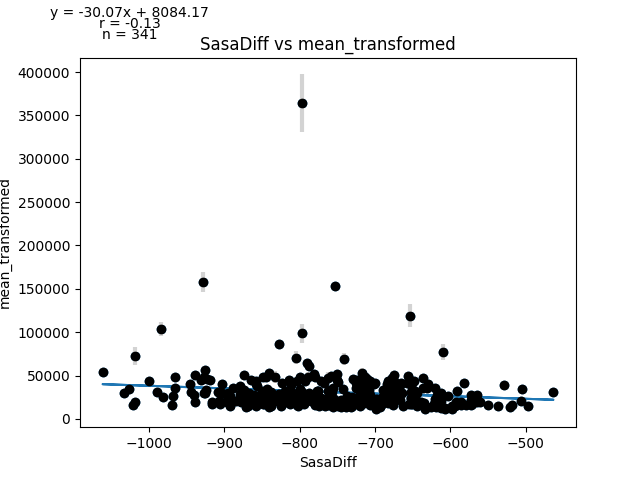 y = -30.07x + 8084.17
r = -0.13
n = 341
SasaDiff vs mean_transformed
400000
350000
300000
250000
200000
150000
100000
50000
0
mean_transformed
−1000
−900
−800
−700
−600
−500
SasaDiff